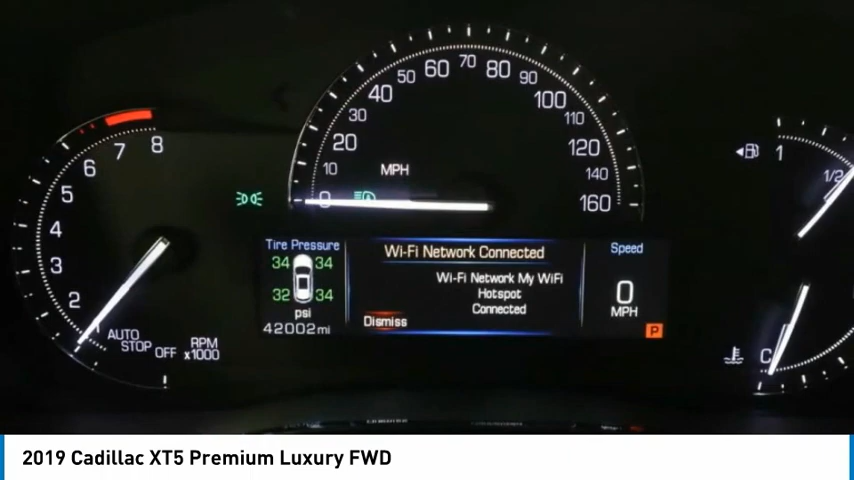 8
7
6
5
4
3
2
AUTO
STOP
OFF
RPM
x1000
0
10
20
30
40
50
60
70
80
90
100
110
120
140
160
MPH
A
Tire Pressure
34 34
32 34
psi
42002mi
Wi-Fi Network Connected
Wi-Fi Network My WiFi
Hotspot
Connected
Dismiss
Speed
0
MPH
P
1
1/2
C
2019 Cadillac XT5 Premium Luxury FWD